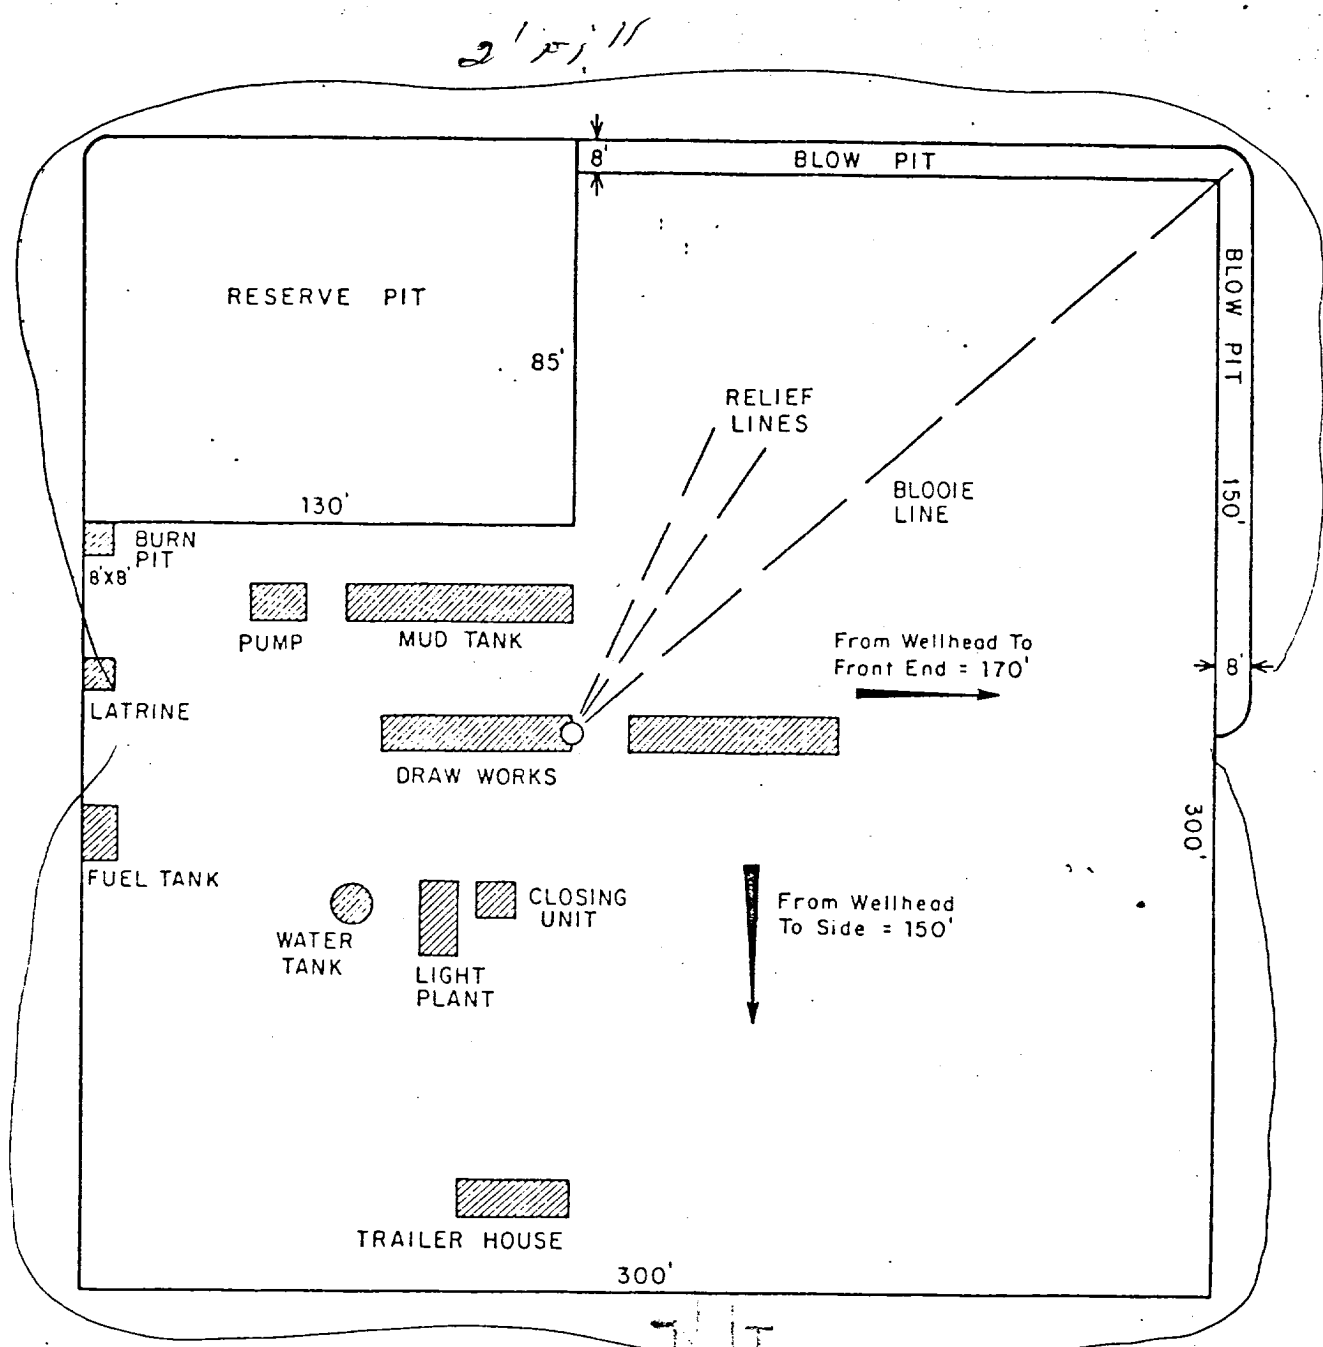 2' Fill
8'
BLOW PIT
BLOW PIT
RESERVE PIT
85'
RELIEF
LINES
130'
BLOOIE
LINE
150'
BURN
PIT
8'X8'
PUMP
MUD TANK
From Wellhead To
Front End = 170'
8'
LATRINE
DRAW WORKS
300'
FUEL TANK
CLOSING
UNIT
From Wellhead
To Side = 150'
WATER
TANK
LIGHT
PLANT
TRAILER HOUSE
300'